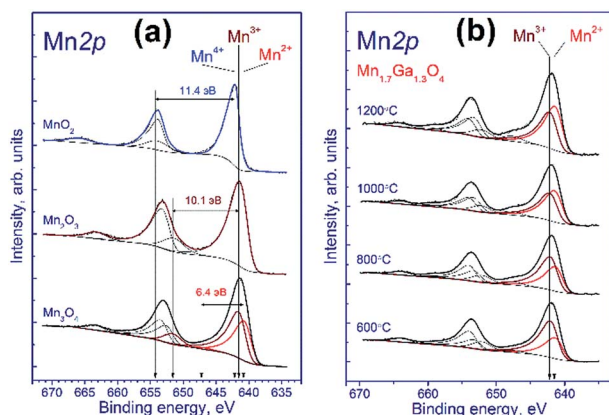 Mn2p
(a)
Mn³⁺
Mn⁴⁺
Mn²⁺
11.4 эВ
MnO₂
10.1 эВ
Mn₂O₃
6.4 эВ
Mn₃O₄
Intensity, arb. units
670 665 660 655 650 645 640 635
Binding energy, eV
Mn2p
(b)
Mn³⁺
Mn²⁺
Mn₁.₇Ga₁.₃O₄
1200°C
1000°C
800°C
600°C
Intensity, arb. units
670 660 650 640
Binding energy, eV